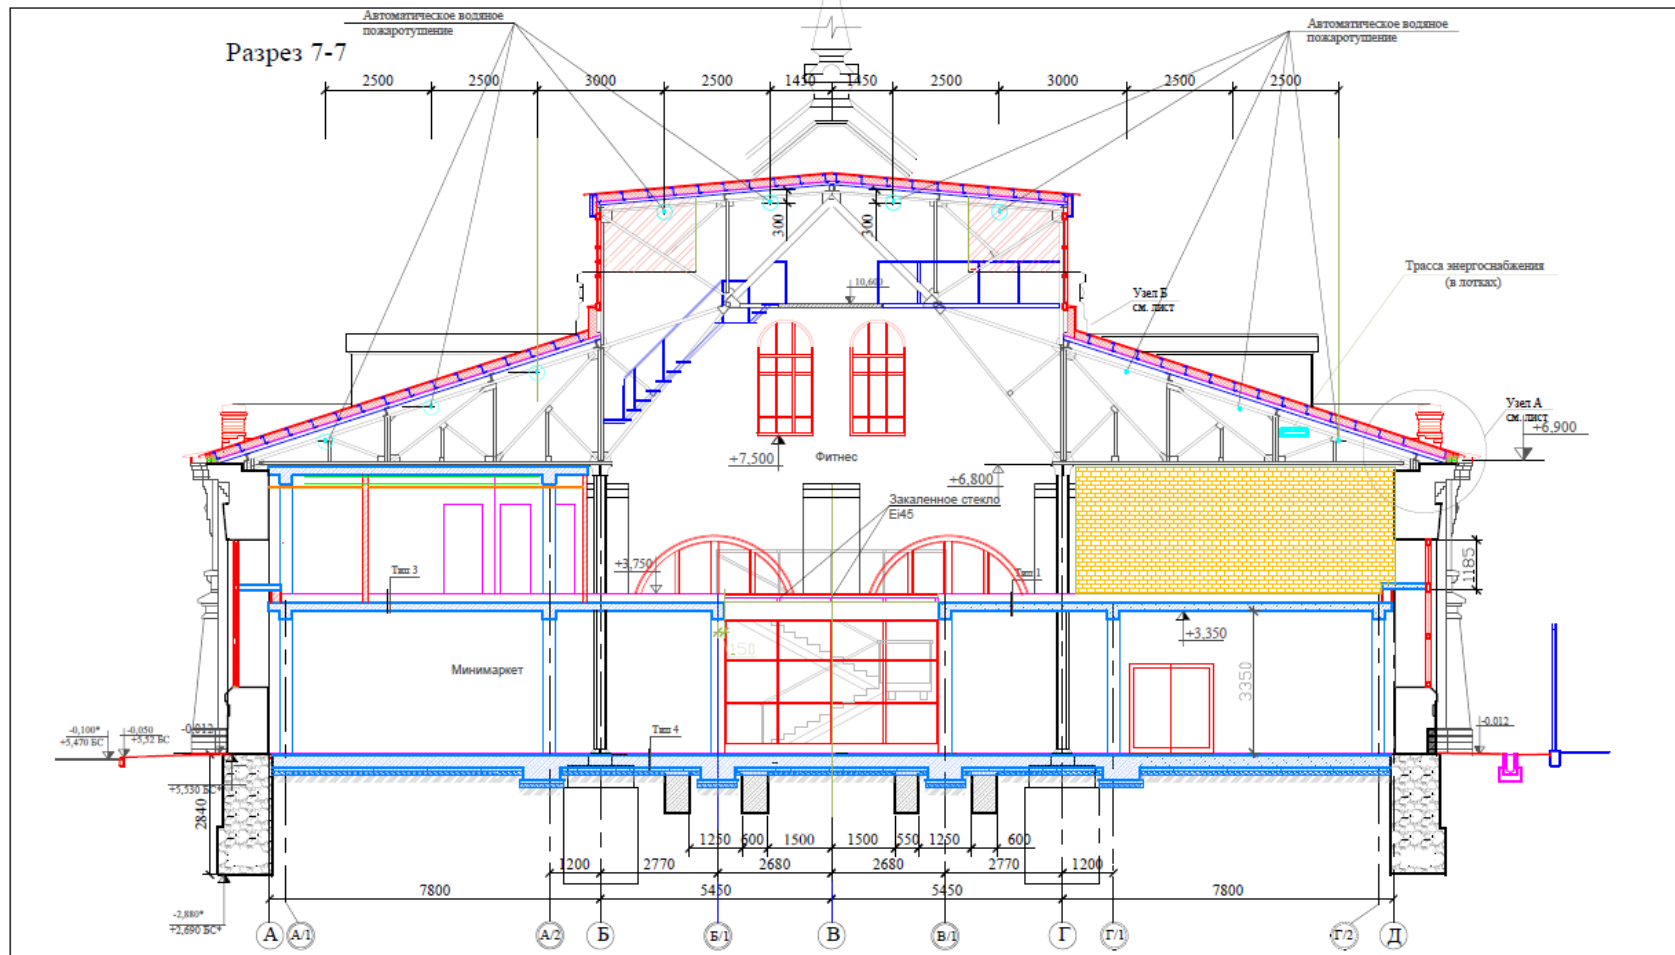 Автоматическое водяное
пожаротушение
Автоматическое водяное
пожаротушение
Разрез 7-7
2500
2500
3000
2500
1450
1450
2500
3000
2500
2500
300
300
Трасса энергоснабжения
(в лотках)
10,600
Узел Б
см. лист
Узел А
см. лист
+6,900
+7,500
Фитнес
+6,800
Закаленное стекло
Ei45
+3,750
Тип 3
Тип 1
1185
+3,350
150
Минимаркет
3350
Тип 4
-0,100*
+5,470 БС
-0,050
+5,52 БС
-0,012
-0.012
+5,530 БС*
2840
1250
600
1500
1500
550
1250
600
1200
2770
2680
2680
2770
1200
7800
5450
5450
7800
-2,880*
+2,690 БС*
А
А/1
А/2
Б
Б/1
В
В/1
Г
Г/1
Г/2
Д